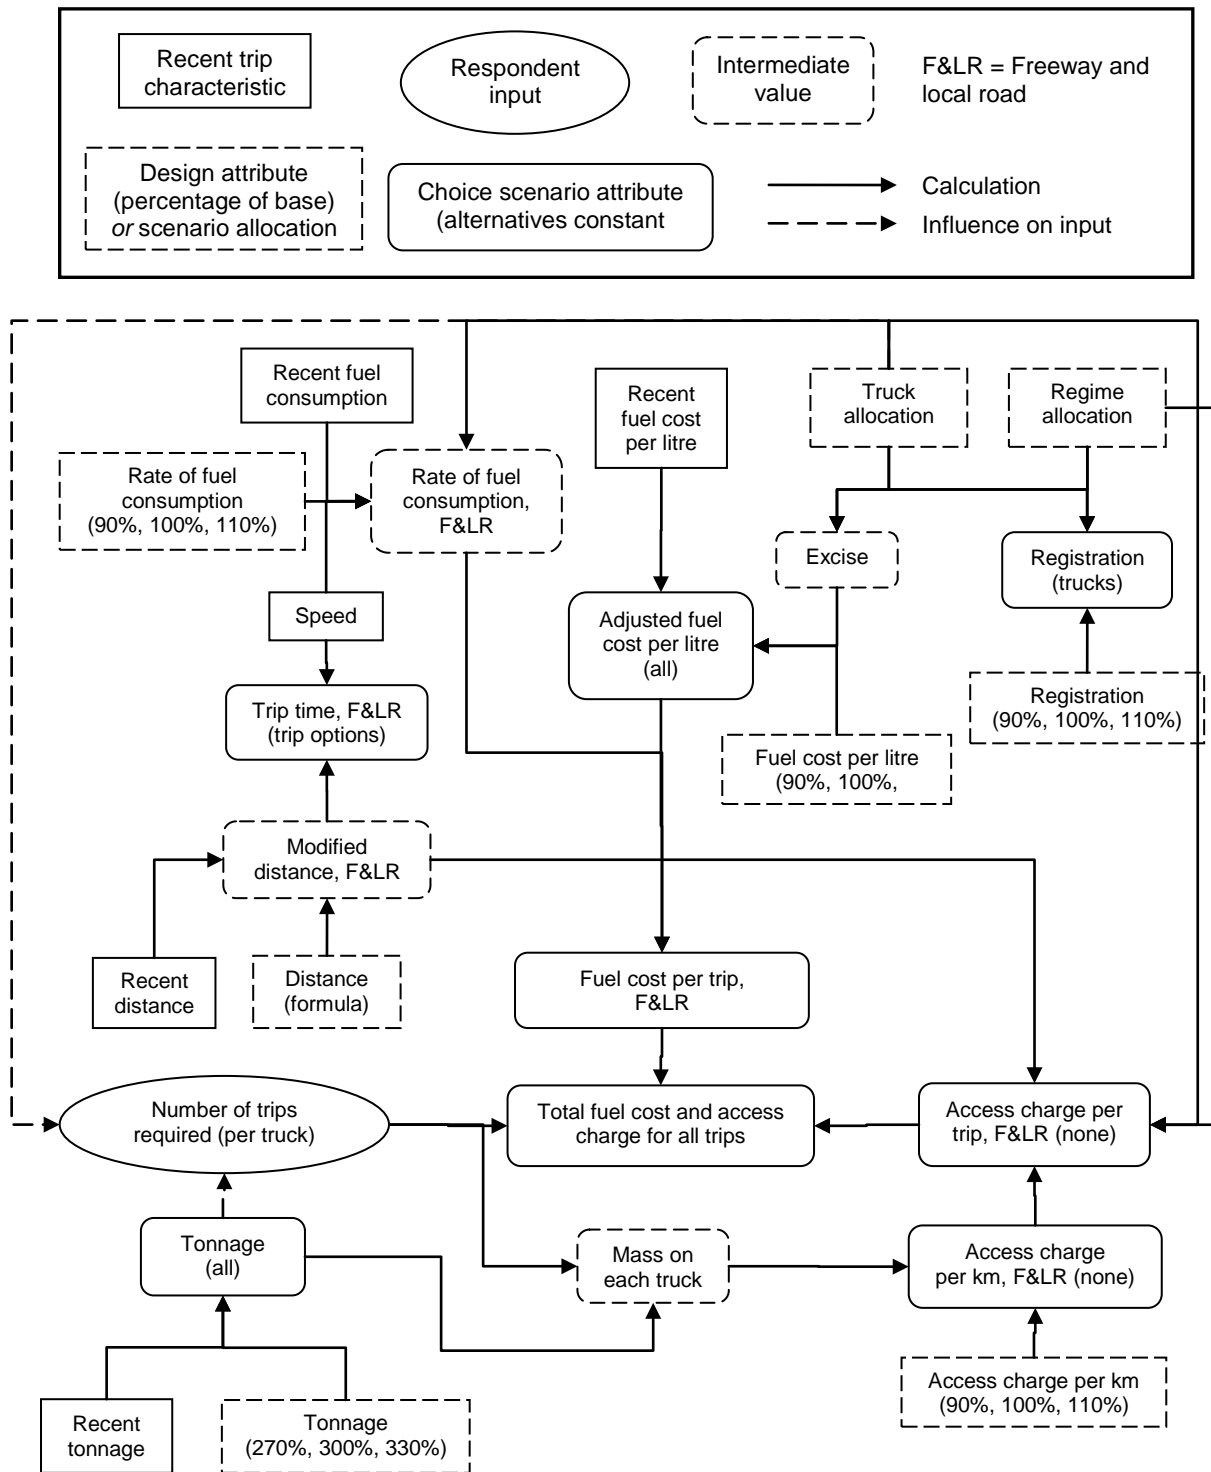 Recent trip
characteristic
Respondent
input
Intermediate
value
F&LR = Freeway and
local road
Design attribute
(percentage of base)
or scenario allocation
Choice scenario attribute
(alternatives constant
Calculation
Influence on input
Recent fuel
consumption
Recent
fuel cost
per litre
Truck
allocation
Regime
allocation
Rate of fuel
consumption
(90%, 100%, 110%)
Rate of fuel
consumption,
F&LR
Excise
Registration
(trucks)
Speed
Adjusted fuel
cost per litre
(all)
Trip time, F&LR
(trip options)
Registration
(90%, 100%, 110%)
Fuel cost per litre
(90%, 100%,
Modified
distance, F&LR
Recent
distance
Distance
(formula)
Fuel cost per trip,
F&LR
Number of trips
required (per truck)
Total fuel cost and access
charge for all trips
Access charge per
trip, F&LR (none)
Tonnage
(all)
Mass on
each truck
Access charge
per km, F&LR (none)
Recent
tonnage
Tonnage
(270%, 300%, 330%)
Access charge per km
(90%, 100%, 110%)